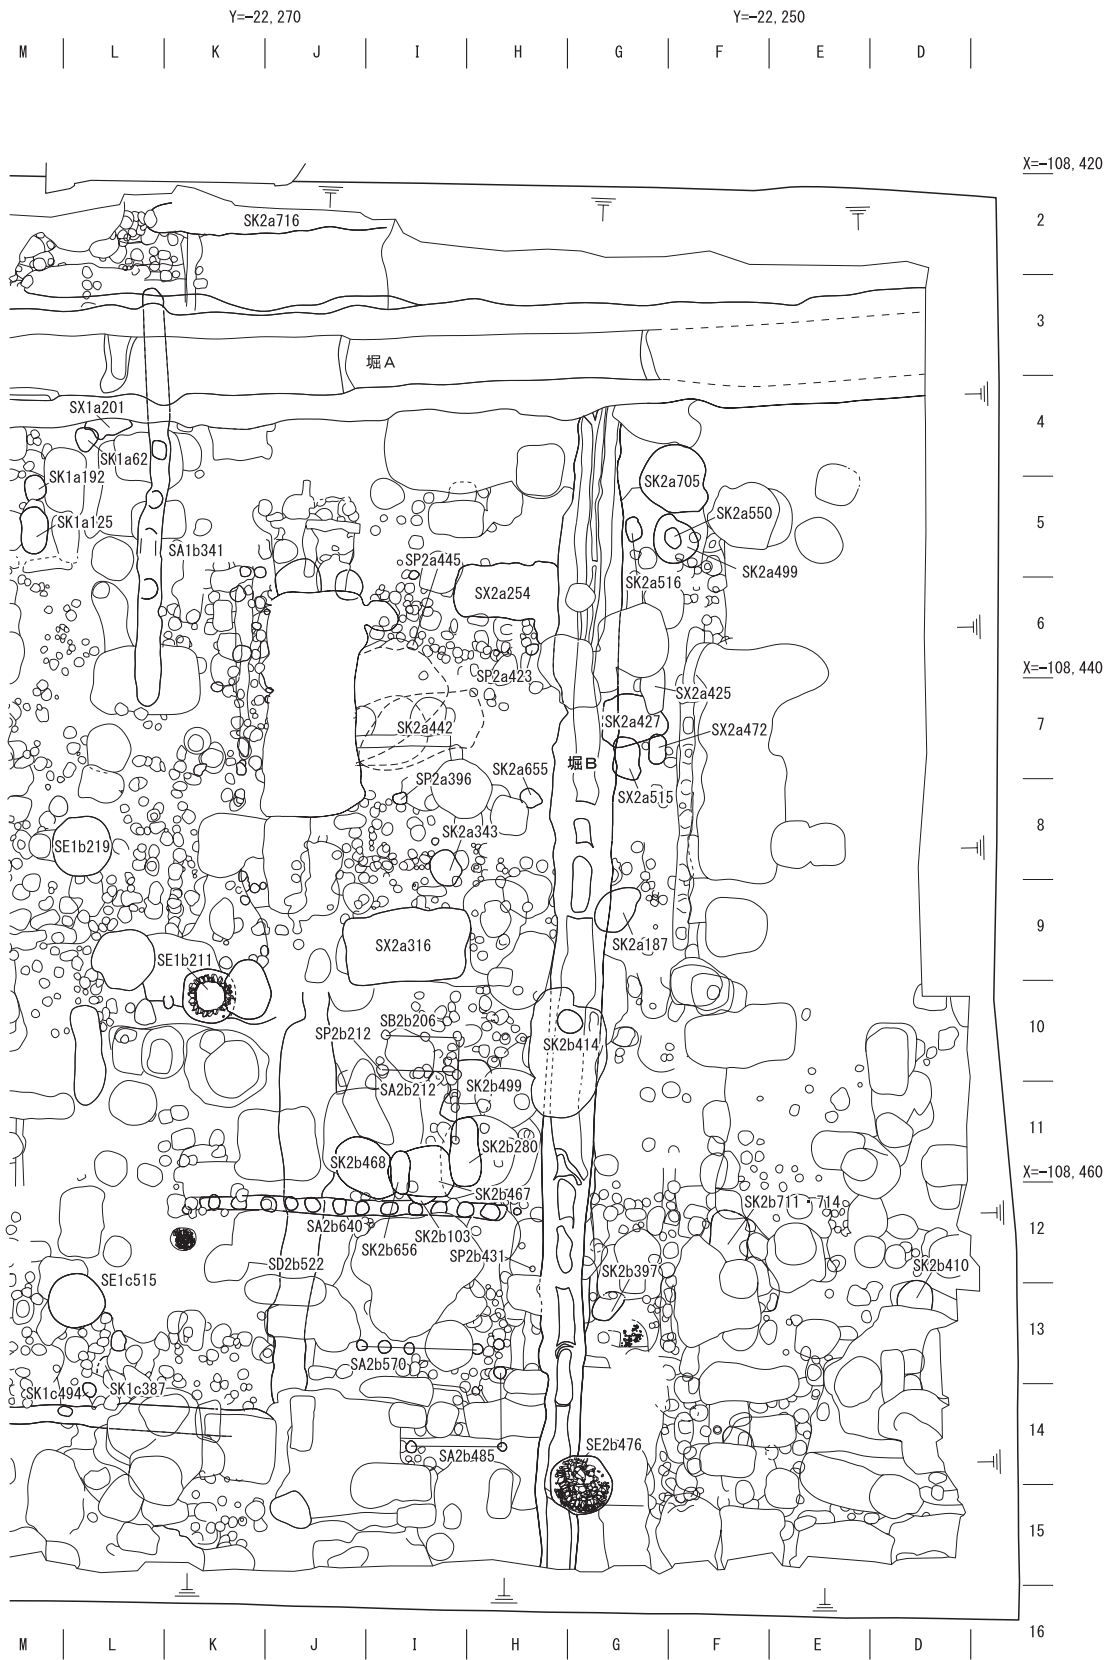 Y=-22,270 Y=-22,250
M L K J I H G F E D
X=-108,420
SK2a716
2
3
堀A
SX1a201
4
SK1a62
SK1a192
SK2a705
SK2a550
SK1a125
5
SA1b341
SP2a445
SK2a499
SK2a516
SX2a254
6
X=-108,440
SP2a423
SX2a425
SK2a427
7
SK2a442
SX2a472
堀B
SK2a655
SP2a396
SX2a515
SK2a343
8
SE1b219
9
SX2a316
SK2a187
SE1b211
SB2b206
10
SP2b212
SK2b414
SA2b212
SK2b499
11
SK2b280
SK2b468
X=-108,460
SK2b467
SK2b711・714
SA2b640
12
SK2b103
SK2b656
SP2b431
SD2b522
SK2b410
SK2b397
SE1c515
13
SA2b570
SK1c494
SK1c387
14
SE2b476
SA2b485
15
16
M L K J I H G F E D